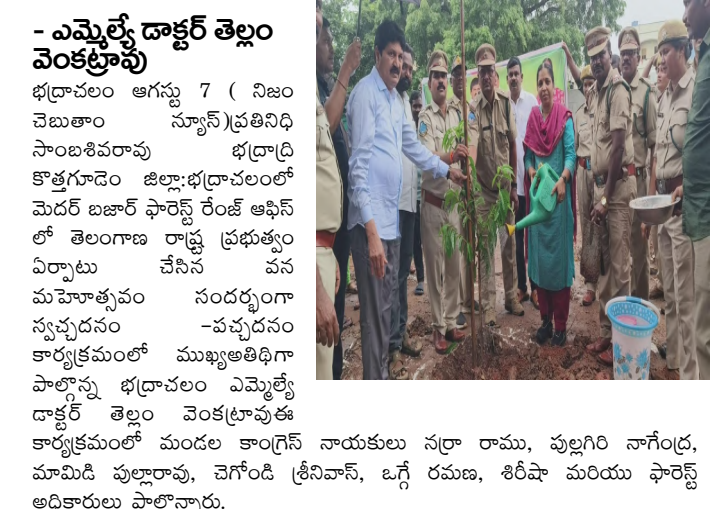 - ఎమ్మెల్యే డాక్టర్ తెల్లం
వెంకట్రావు
భద్రాచలం ఆగస్టు 7 ( నిజం
చెబుతాం న్యూస్)ప్రతినిధి
సాంబశివరావు భద్రాద్రి
కొత్తగూడెం జిల్లా:భద్రాచలంలో
మెదర్ బజార్ ఫారెస్ట్ రేంజ్ ఆఫిస్
లో తెలంగాణ రాష్ట్ర ప్రభుత్వం
ఏర్పాటు చేసిన వన
మహెూత్సవం సందర్భంగా
స్వచ్చదనం –పచ్చదనం
కార్యక్రమంలో ముఖ్యఅతిథిగా
పాల్గొన్న భద్రాచలం ఎమ్మెల్యే
డాక్టర్ తెల్లం వెంకట్రావుఈ
కార్యక్రమంలో మండల కాంగ్రెస్ నాయకులు నర్రా రాము, పుల్లగిరి నాగేంద్ర,
మామిడి పుల్లారావు, చెగోండి శ్రీనివాస్, ఒగ్గే రమణ, శిరీషా మరియు ఫారెస్ట్
అధికారులు పాల్గొన్నారు.